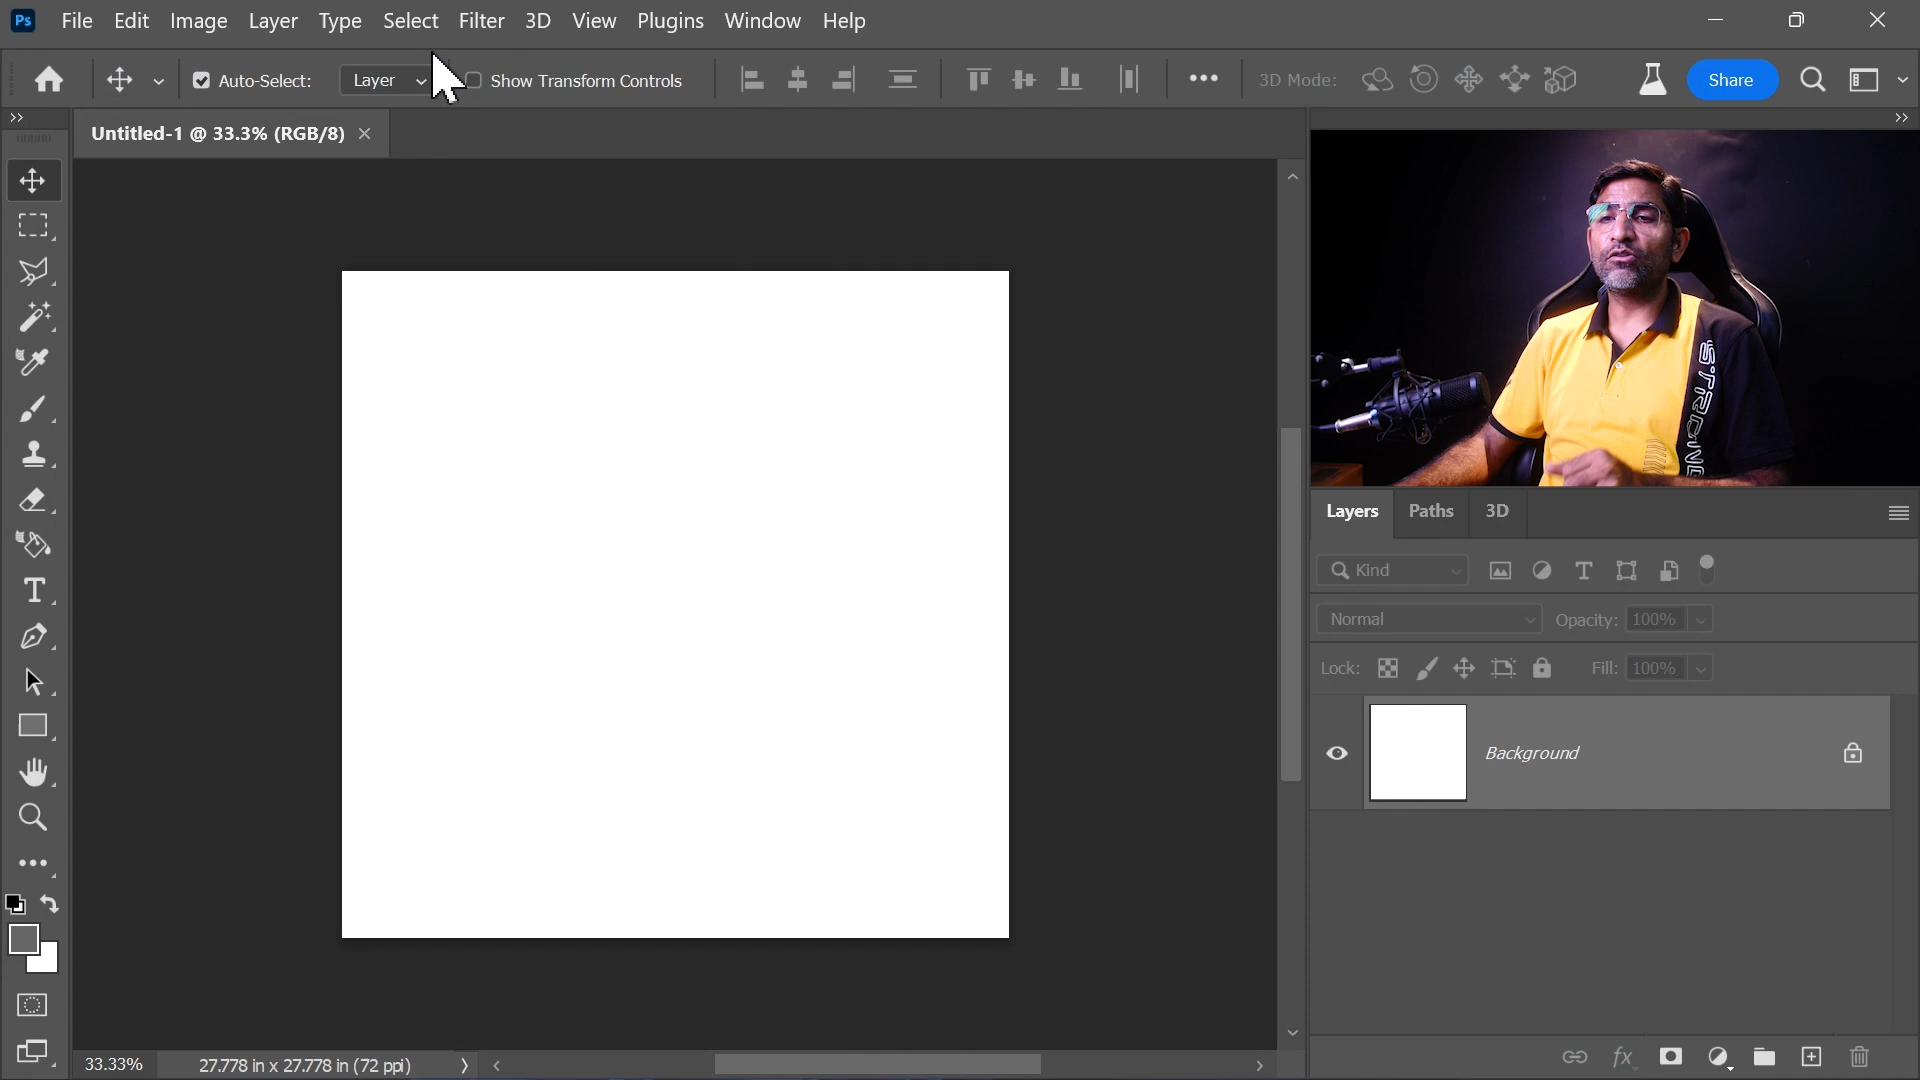 Ps File Edit Image Layer Type Select Filter 3D View Plugins Window Help
Auto-Select: Layer Show Transform Controls 3D Mode: Share
Untitled-1 @ 33.3% (RGB/8)
Layers Paths 3D
Kind
Normal Opacity: 100%
Lock: Fill: 100%
Background
33.33% 27.778 in x 27.778 in (72 ppi)